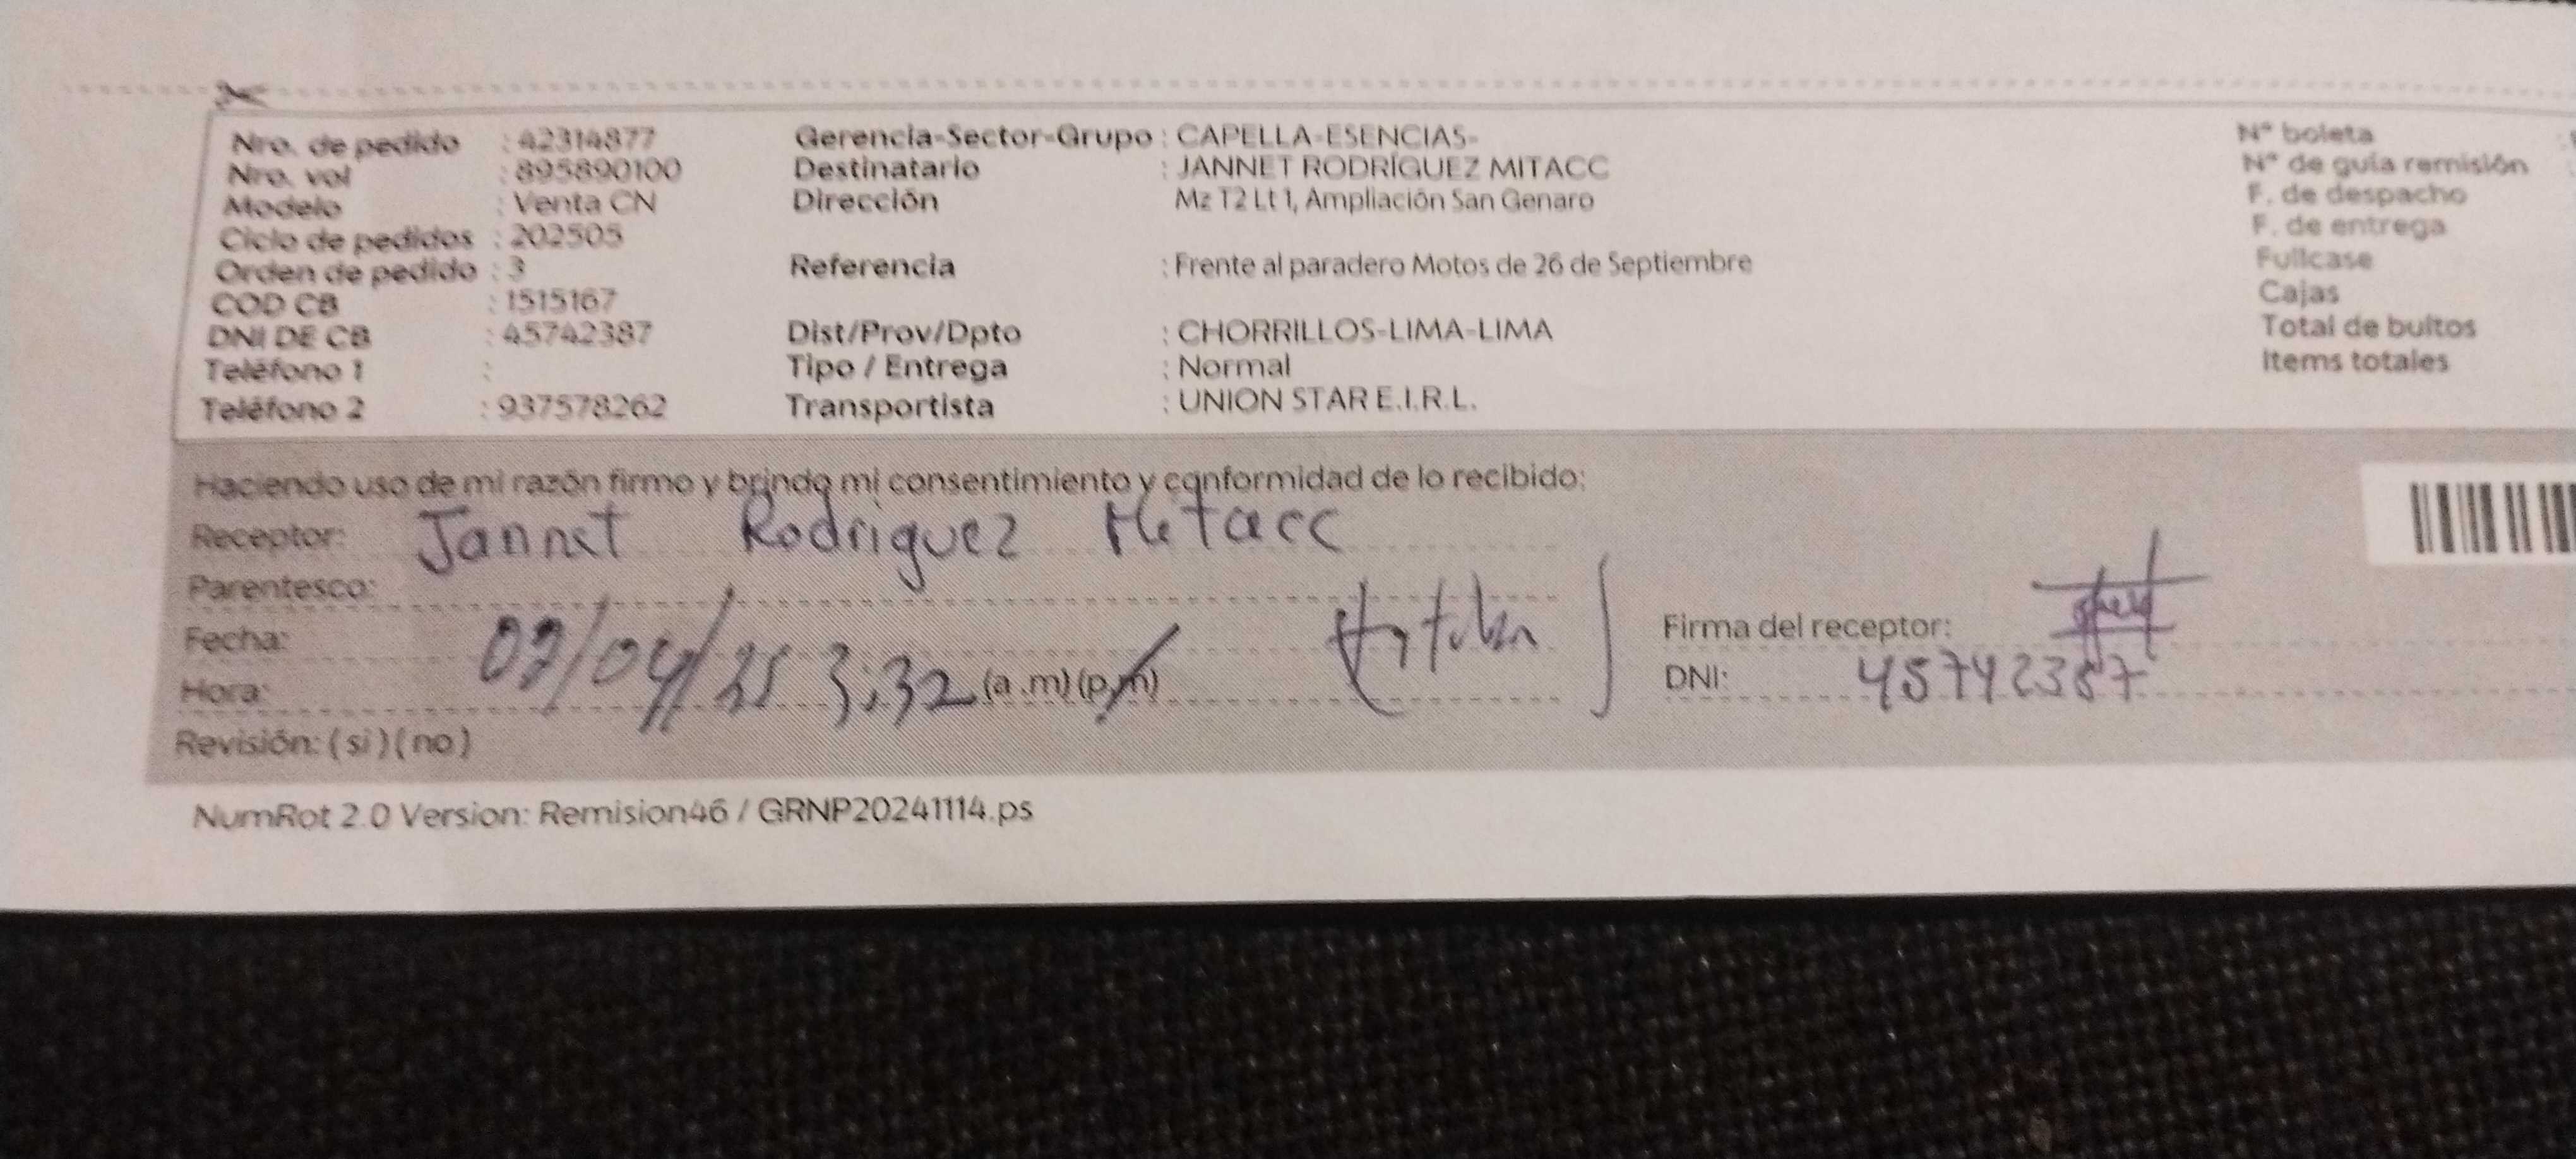 Nro. de pedido : 42314877
Nro. vol : 895890100
Modelo : Venta CN
Ciclo de pedidos : 202505
Orden de pedido : 3
COD CB : 1515167
DNI DE CB : 45742387
Teléfono 1 :
Teléfono 2 : 937578262
Gerencia-Sector-Grupo : CAPELLA-ESENCIAS-
Destinatario : JANNET RODRÍGUEZ MITACC
Dirección Mz T2 Lt 1, Ampliación San Genaro
Referencia : Frente al paradero Motos de 26 de Septiembre
Dist/Prov/Dpto : CHORRILLOS-LIMA-LIMA
Tipo / Entrega : Normal
Transportista : UNION STAR E.I.R.L.
N° boleta
N° de guía remisión
F. de despacho
F. de entrega
Fullcase
Cajas
Total de bultos
Items totales
Haciendo uso de mi razón firmo y brindo mi consentimiento y conformidad de lo recibido:
Receptor: Jannet Rodriguez Mitacc
Parentesco:
Fecha: 07/04/25
Hora: 3:32 (a.m) (p.m)
Revisión: ( si ) ( no )
Firma del receptor:
DNI: 45742387
NumRot 2.0 Version: Remision46 / GRNP20241114.ps